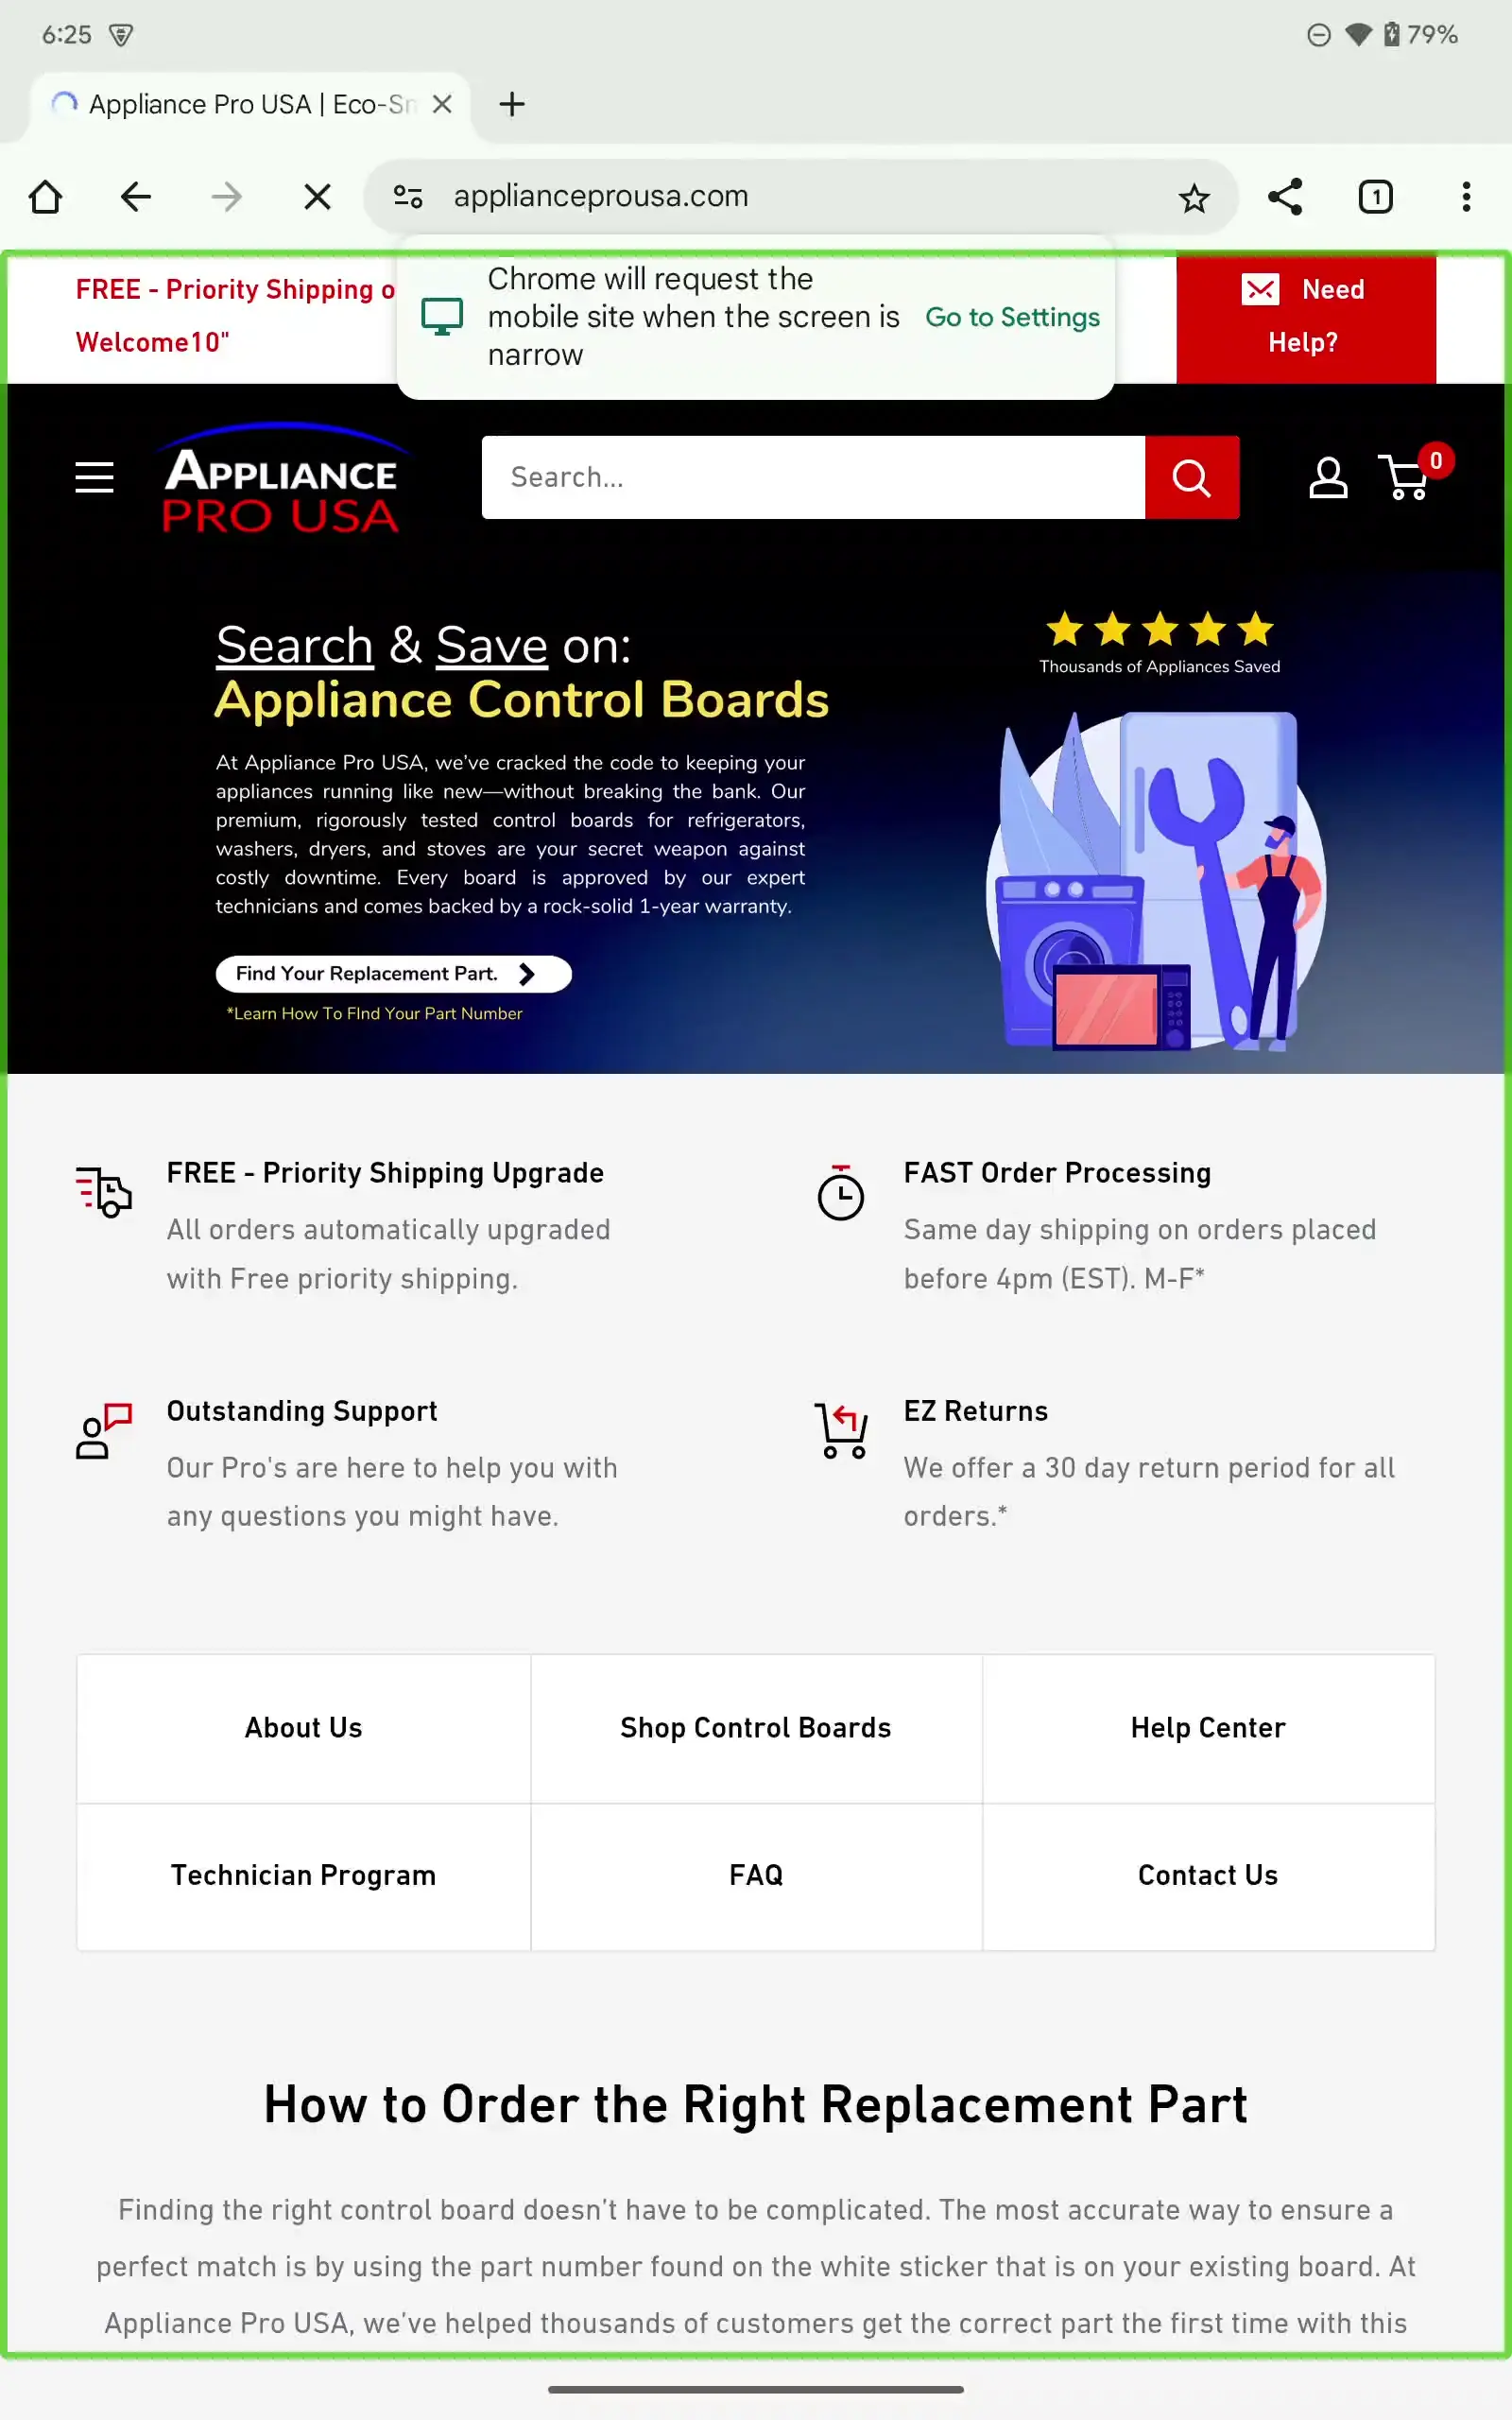 6:25
79%
Appliance Pro USA | Eco-Sm
applianceprousa.com
1
FREE - Priority Shipping o
Welcome10"
Chrome will request the
mobile site when the screen is
narrow
Go to Settings
Need
Help?
APPLIANCE
PRO USA
Search...
0
Search & Save on:
Appliance Control Boards
At Appliance Pro USA, we've cracked the code to keeping your
appliances running like new—without breaking the bank. Our
premium, rigorously tested control boards for refrigerators,
washers, dryers, and stoves are your secret weapon against
costly downtime. Every board is approved by our expert
technicians and comes backed by a rock-solid 1-year warranty.
Find Your Replacement Part.
*Learn How To FInd Your Part Number
Thousands of Appliances Saved
FREE - Priority Shipping Upgrade
All orders automatically upgraded
with Free priority shipping.
FAST Order Processing
Same day shipping on orders placed
before 4pm (EST). M-F*
Outstanding Support
Our Pro's are here to help you with
any questions you might have.
EZ Returns
We offer a 30 day return period for all
orders.*
About Us
Shop Control Boards
Help Center
Technician Program
FAQ
Contact Us
How to Order the Right Replacement Part
Finding the right control board doesn't have to be complicated. The most accurate way to ensure a
perfect match is by using the part number found on the white sticker that is on your existing board. At
Appliance Pro USA, we've helped thousands of customers get the correct part the first time with this